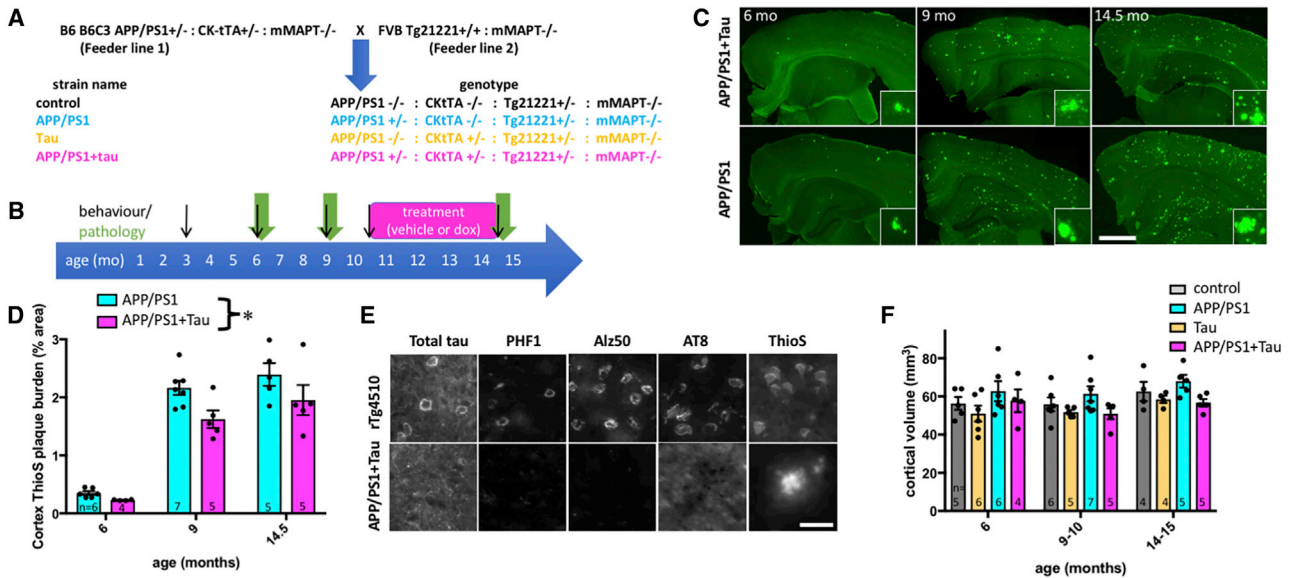 A
B6 B6C3 APP/PS1+/- : CK-tTA+/- : mMAPT-/- X FVB Tg21221+/+ : mMAPT-/-
(Feeder line 1) (Feeder line 2)
strain name genotype
control APP/PS1 -/- : CKtTA -/- : Tg21221+/- : mMAPT-/-
APP/PS1 APP/PS1 +/- : CKtTA -/- : Tg21221+/- : mMAPT-/-
Tau APP/PS1 -/- : CKtTA +/- : Tg21221+/- : mMAPT-/-
APP/PS1+tau APP/PS1 +/- : CKtTA +/- : Tg21221+/- : mMAPT-/-
B
behaviour/
pathology
treatment
(vehicle or dox)
age (mo) 1 2 3 4 5 6 7 8 9 10 11 12 13 14 15
C
6 mo 9 mo 14.5 mo
APP/PS1+Tau
APP/PS1
D
APP/PS1
APP/PS1+Tau
*
Cortex ThioS plaque burden (% area)
3
2
1
0
n=6 4 7 5 5 5
6 9 14.5
age (months)
E
Total tau PHF1 Alz50 AT8 ThioS
rTg4510
APP/PS1+Tau
F
control
APP/PS1
Tau
APP/PS1+Tau
cortical volume (mm³)
80
60
40
20
0
n=
5 6 6 4 6 5 7 5 4 4 5 5
6 9-10 14-15
age (months)